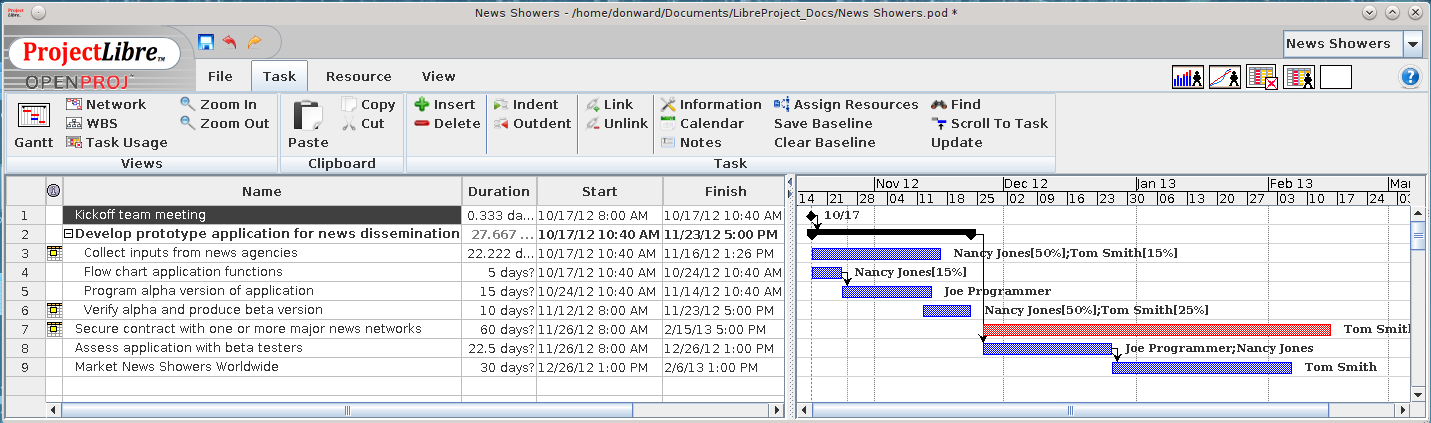 News Showers - /home/donward/Documents/LibreProject_Docs/News Showers.pod *
ProjectLibre™
OPENPROJ
News Showers
File Task Resource View
Gantt
Network
WBS
Task Usage
Zoom In
Zoom Out
Views
Paste
Copy
Cut
Clipboard
Insert
Delete
Indent
Outdent
Link
Unlink
Information
Calendar
Notes
Assign Resources
Save Baseline
Clear Baseline
Find
Scroll To Task
Update
Task
Name Duration Start Finish
1 Kickoff team meeting 0.333 da... 10/17/12 8:00 AM 10/17/12 10:40 AM
2 Develop prototype application for news dissemination 27.667 ... 10/17/12 10:40 AM 11/23/12 5:00 PM
3 Collect inputs from news agencies 22.222 d... 10/17/12 10:40 AM 11/16/12 1:26 PM
4 Flow chart application functions 5 days? 10/17/12 10:40 AM 10/24/12 10:40 AM
5 Program alpha version of application 15 days? 10/24/12 10:40 AM 11/14/12 10:40 AM
6 Verify alpha and produce beta version 10 days? 11/12/12 8:00 AM 11/23/12 5:00 PM
7 Secure contract with one or more major news networks 60 days? 11/26/12 8:00 AM 2/15/13 5:00 PM
8 Assess application with beta testers 22.5 days? 11/26/12 8:00 AM 12/26/12 1:00 PM
9 Market News Showers Worldwide 30 days? 12/26/12 1:00 PM 2/6/13 1:00 PM
Nov 12 Dec 12 Jan 13 Feb 13 Mar
14 21 28 04 11 18 25 02 09 16 23 30 06 13 20 27 03 10 17 24 03
10/17
Nancy Jones[50%];Tom Smith[15%]
Nancy Jones[15%]
Joe Programmer
Nancy Jones[50%];Tom Smith[25%]
Tom Smith
Joe Programmer;Nancy Jones
Tom Smith